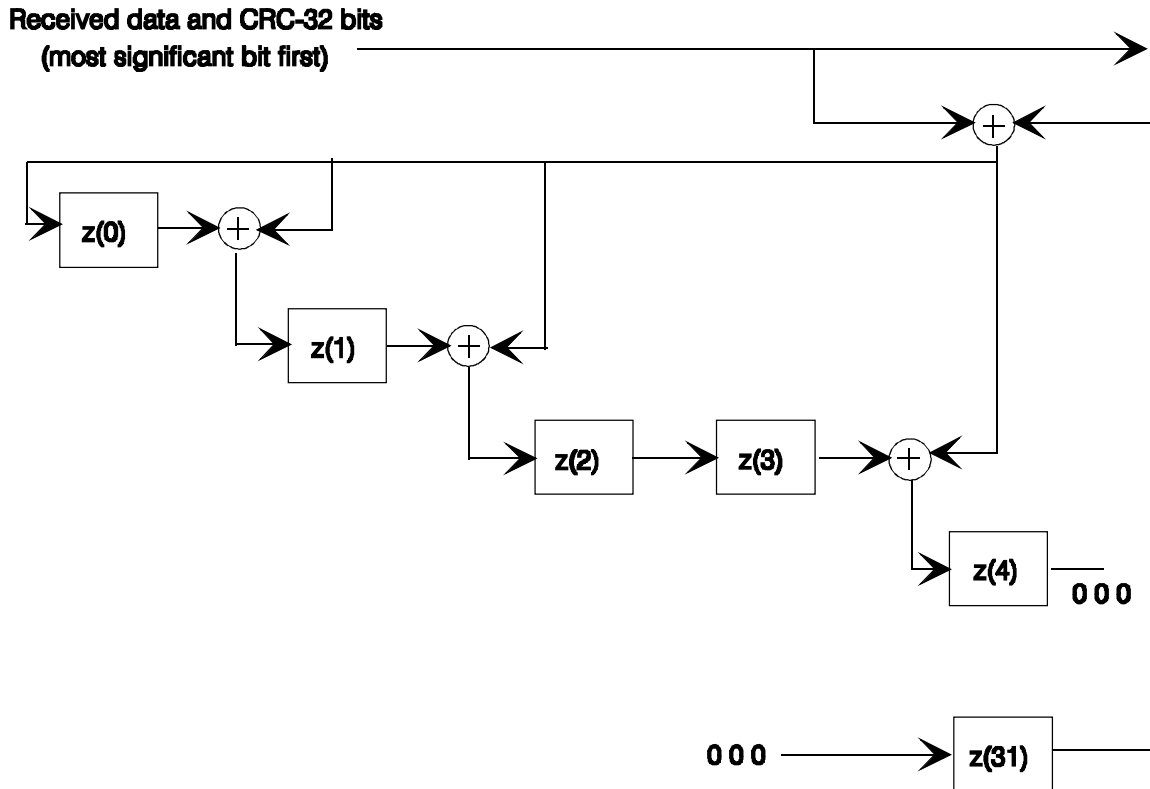 Received data and CRC-32 bits
(most significant bit first)
z(0)
z(1)
z(2)
z(3)
z(4)
0 0 0
0 0 0
z(31)